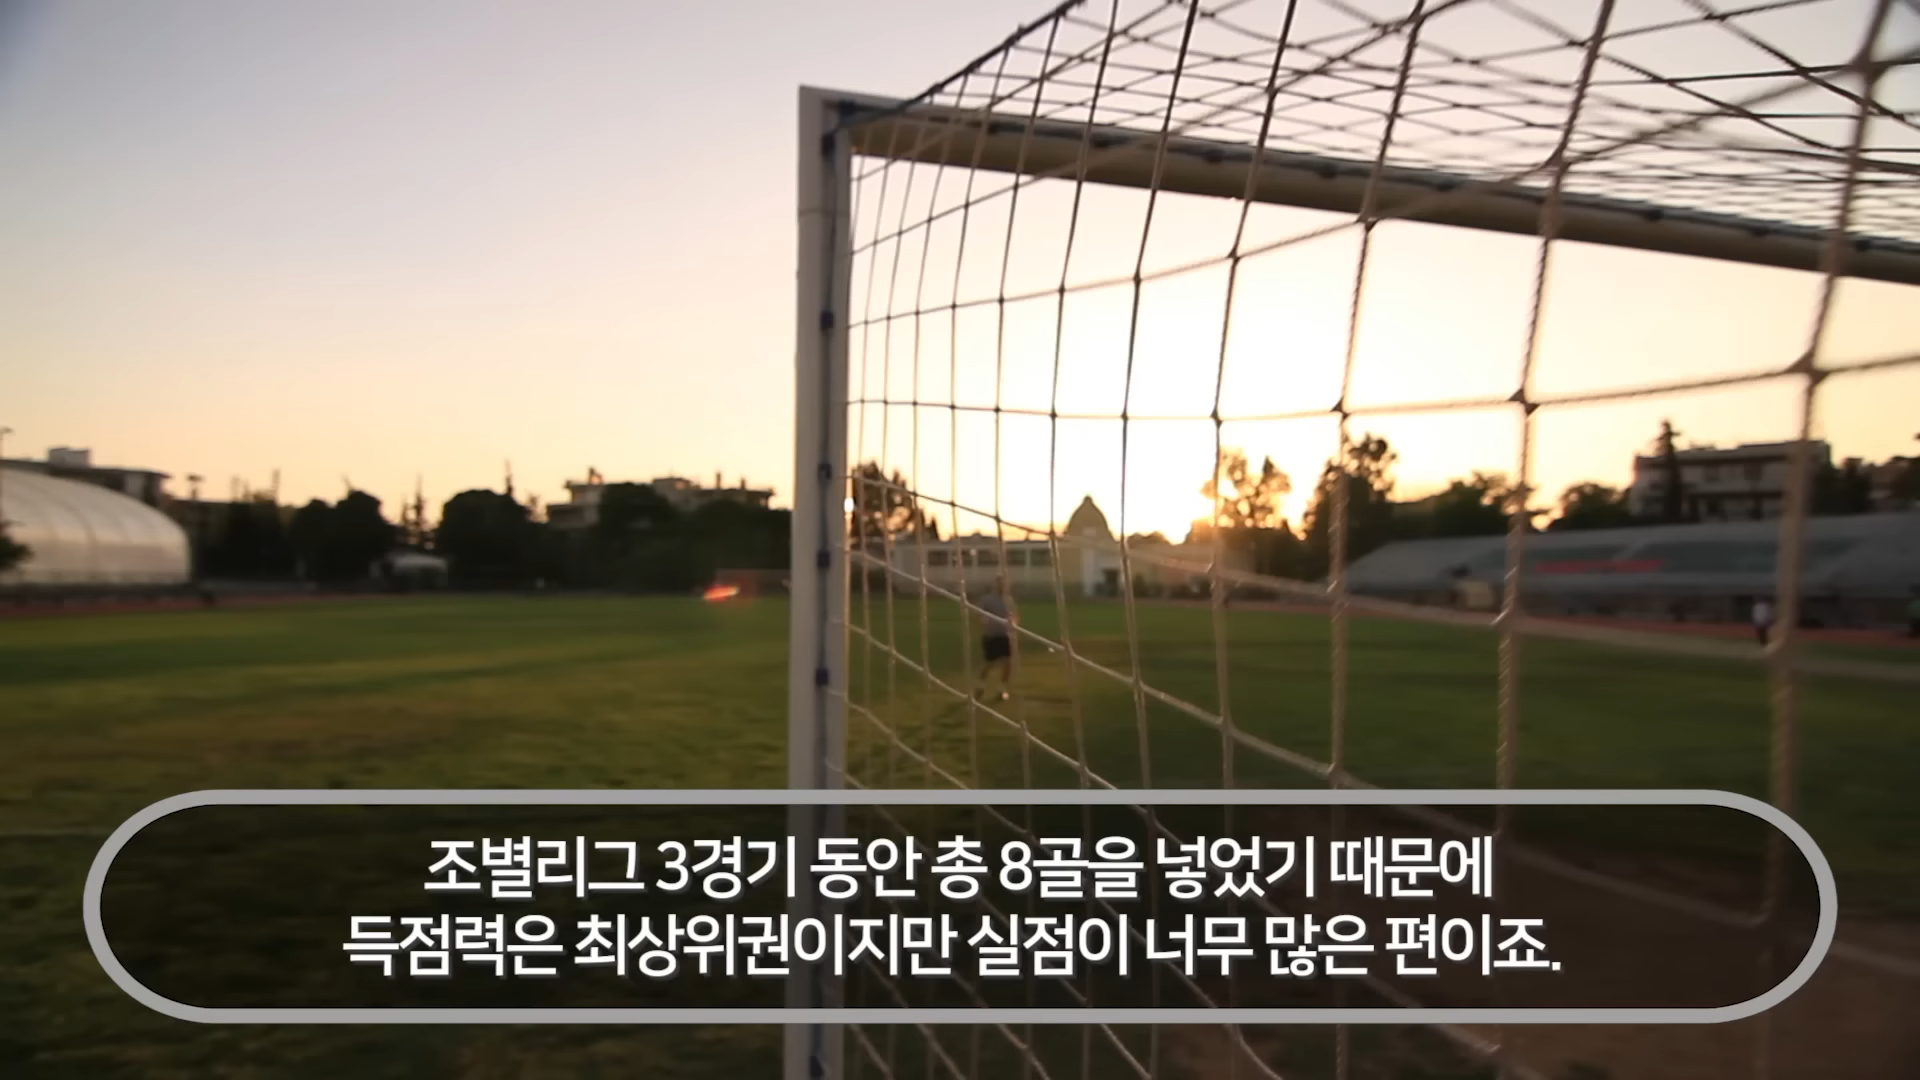 조별리그 3경기 동안 총 8골을 넣었기 때문에
득점력은 최상위권이지만 실점이 너무 많은 편이죠.